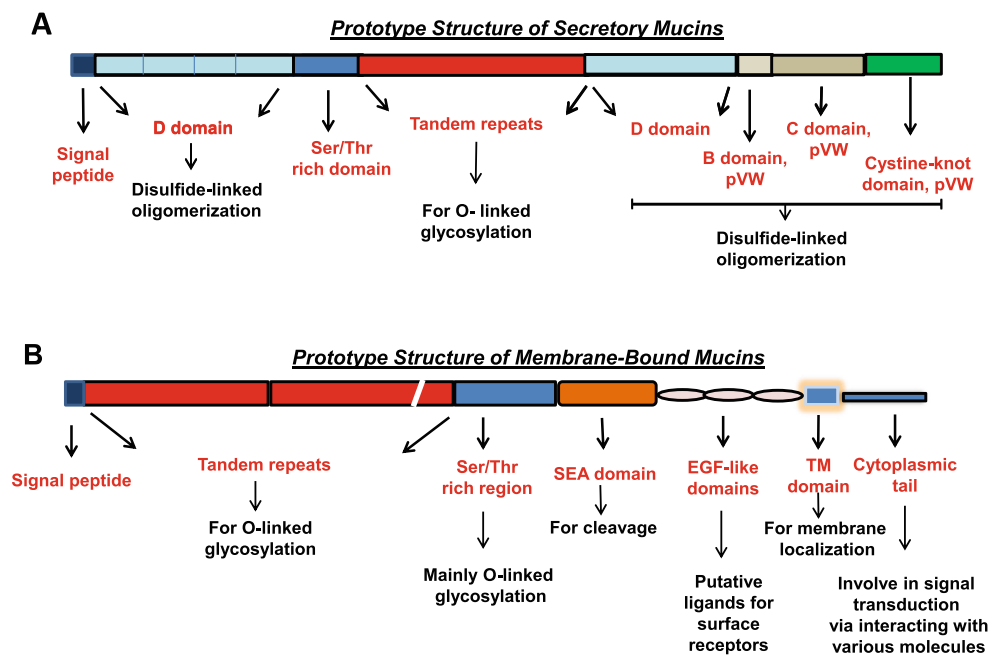 A
Prototype Structure of Secretory Mucins
Signal
peptide
D domain
Disulfide-linked
oligomerization
Ser/Thr
rich domain
Tandem repeats
For O- linked
glycosylation
D domain
B domain,
pVW
C domain,
pVW
Cystine-knot
domain, pVW
Disulfide-linked
oligomerization
B
Prototype Structure of Membrane-Bound Mucins
Signal peptide
Tandem repeats
For O-linked
glycosylation
Ser/Thr
rich region
Mainly O-linked
glycosylation
SEA domain
For cleavage
EGF-like
domains
Putative
ligands for
surface
receptors
TM
domain
For membrane
localization
Cytoplasmic
tail
Involve in signal
transduction
via interacting with
various molecules